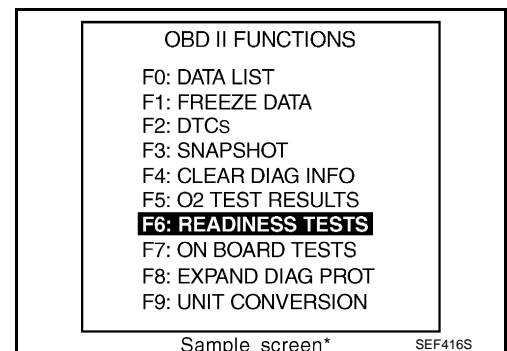 OBD II FUNCTIONS
F0: DATA LIST
F1: FREEZE DATA
F2: DTCs
F3: SNAPSHOT
F4: CLEAR DIAG INFO
F5: O2 TEST RESULTS
F6: READINESS TESTS
F7: ON BOARD TESTS
F8: EXPAND DIAG PROT
F9: UNIT CONVERSION
Sample screen*
SEF416S